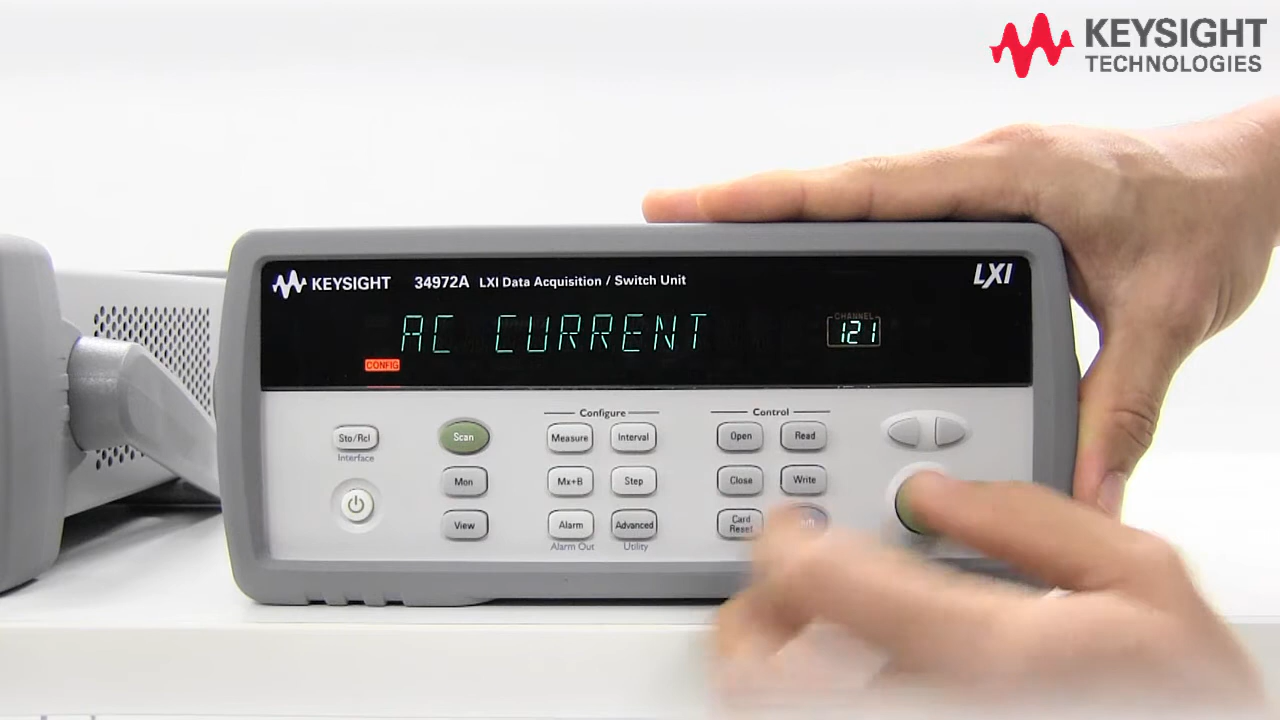 KEYSIGHT
TECHNOLOGIES
KEYSIGHT 34972A LXI Data Acquisition / Switch Unit LXI
AC CURRENT
CHANNEL
121
CONFIG
Configure
Control
Sto/Rcl
Interface
Scan
Measure
Interval
Open
Read
Mon
Mx+B
Step
Close
Write
View
Alarm
Advanced
Card
Reset
Alarm Out
Utility